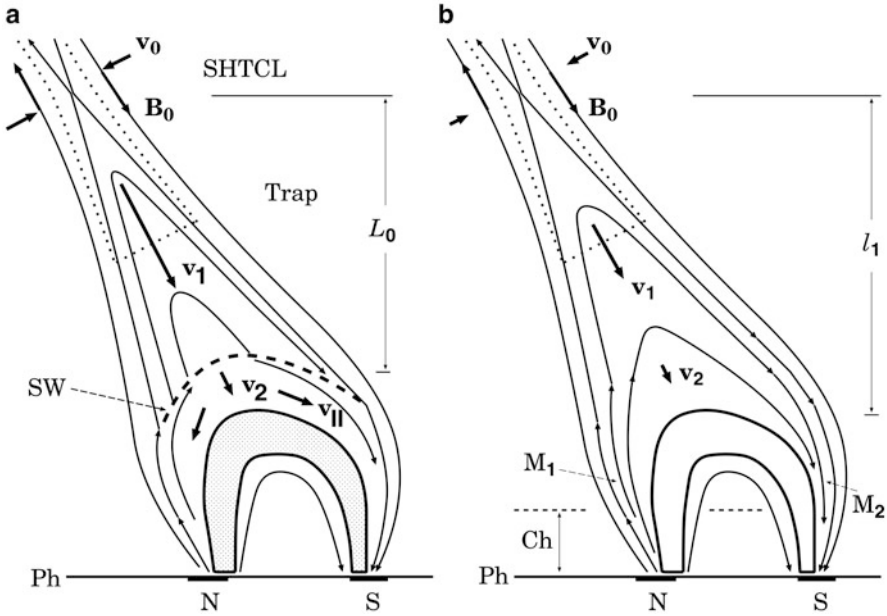 a
v₀
SHTCL
B₀
Trap
L₀
v₁
SW
v₂
v||
Ph
N
S
b
v₀
B₀
l₁
v₁
v₂
M₁
M₂
Ch
Ph
N
S